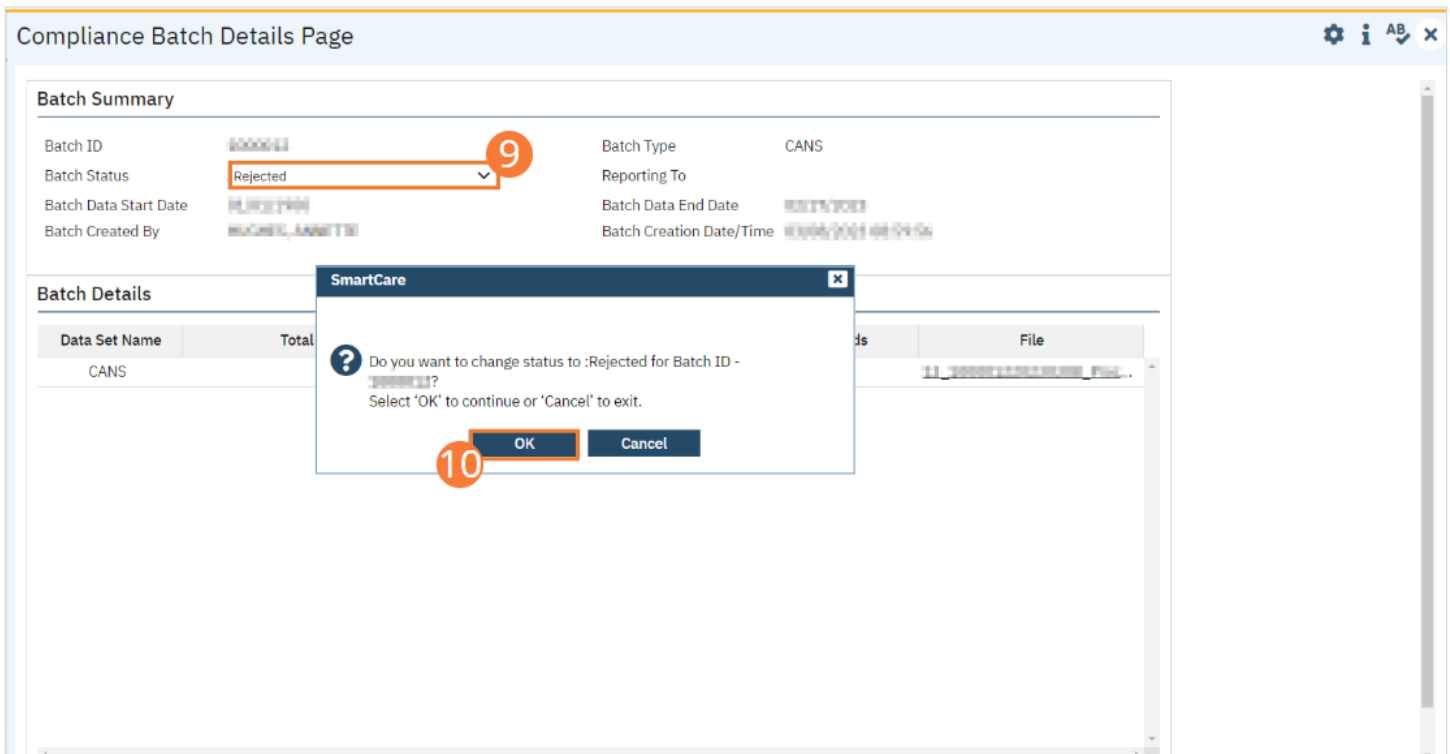 Compliance Batch Details Page
AB
Batch Summary
Batch ID
Batch Type CANS
9
Batch Status Rejected
Reporting To
Batch Data Start Date
Batch Data End Date
Batch Created By
Batch Creation Date/Time
SmartCare
Batch Details
Data Set Name Total ds File
CANS
Do you want to change status to :Rejected for Batch ID -
?
Select ‘OK’ to continue or ‘Cancel’ to exit.
OK Cancel
10